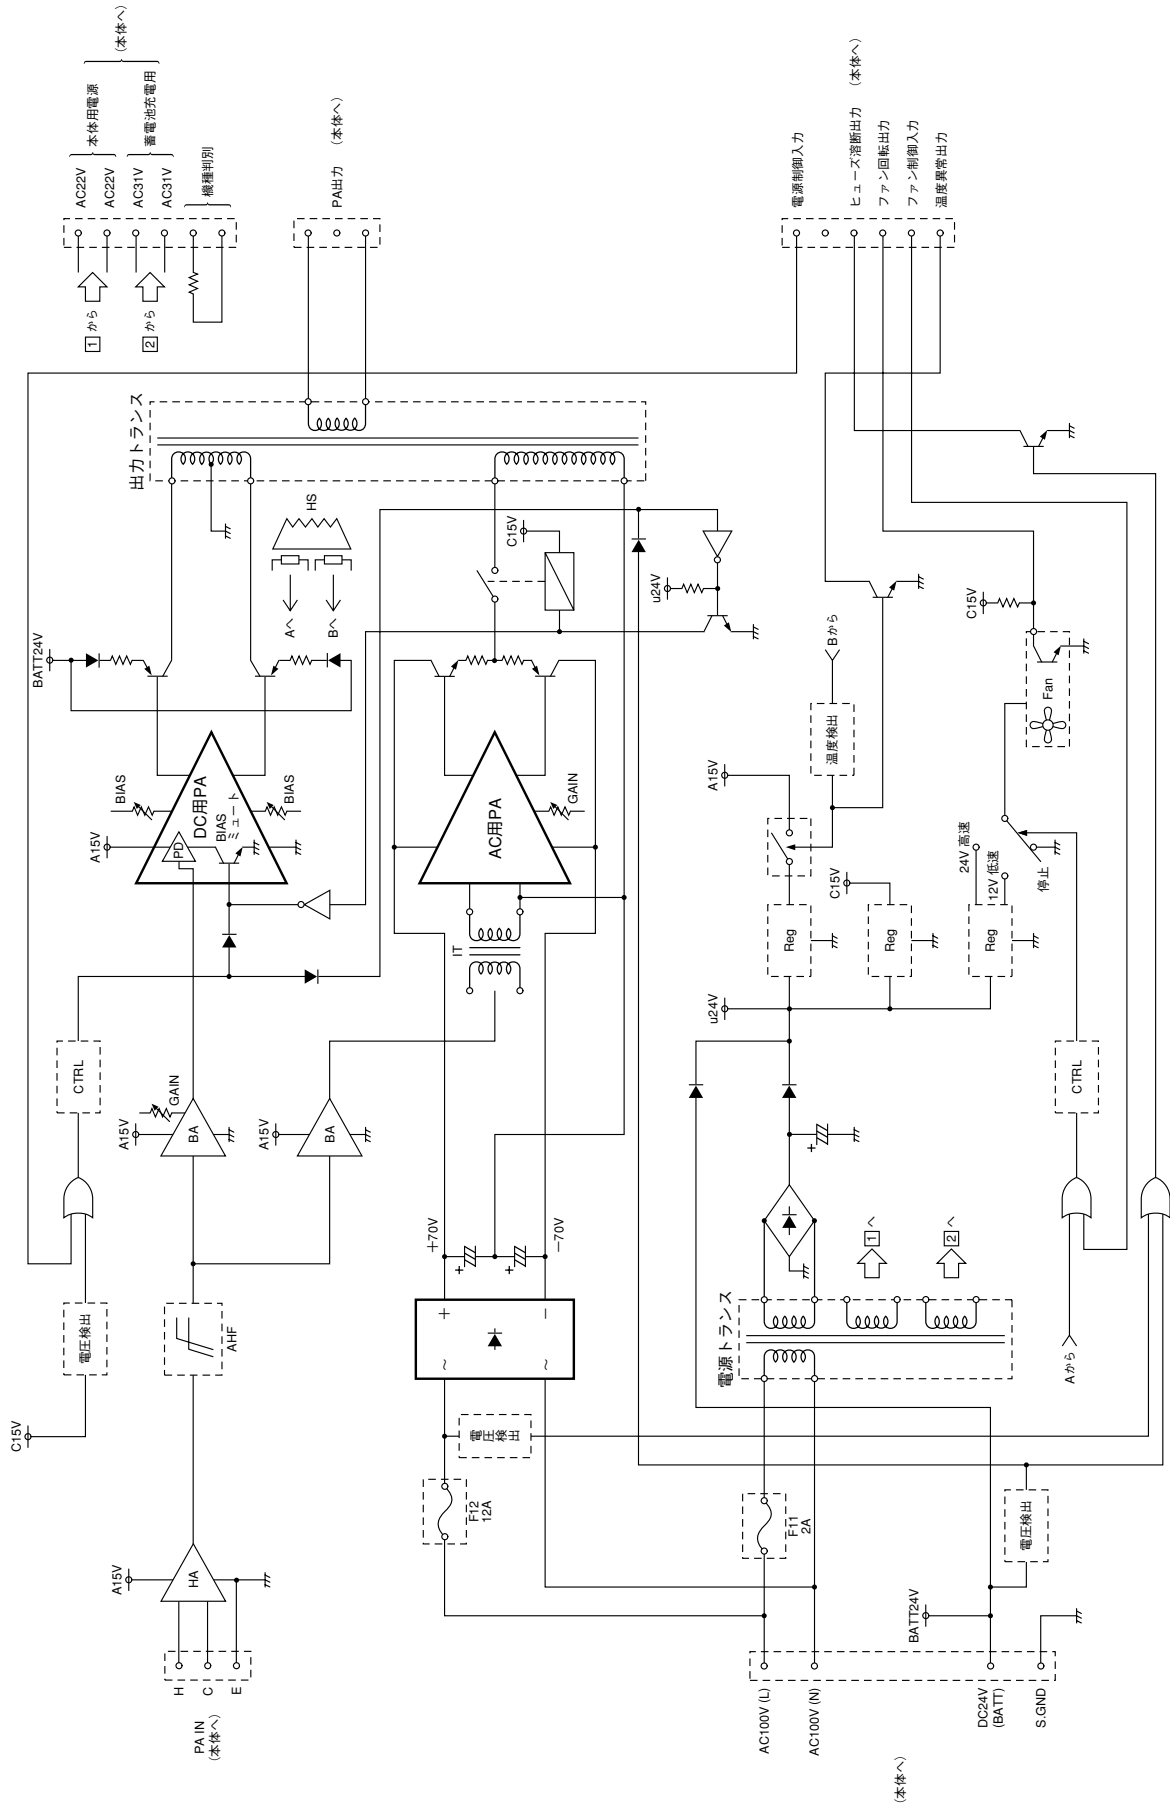 PA IN
(本体へ)
H
C
E
A15V
HA
C15V
電圧検出
AHF
CTRL
A15V
GAIN
BA
A15V
BA
A15V
BIAS
PD
DC用PA
BIAS
ミュート
BIAS
BATT24V
Aへ
Bへ
HS
出力トランス
1 から
2 から
AC22V
AC22V
本体用電源
AC31V
AC31V
蓄電池充電用
(本体へ)
機種判別
PA出力
(本体へ)
F12
12A
電圧検出
+
−
~
~
+70V
−70V
+
+
IT
AC用PA
GAIN
C15V
u24V
AC100V (L)
AC100V (N)
DC24V
(BATT)
S.GND
(本体へ)
BATT24V
F11
2A
電圧検出
電源トランス
1 へ
2 へ
+
u24V
Reg
A15V
Reg
C15V
Reg
24V 高速
12V 低速
停止
温度検出
Bから
Aから
CTRL
Fan
C15V
電源制御入力
ヒューズ溶断出力
(本体へ)
ファン回転出力
ファン制御入力
温度異常出力